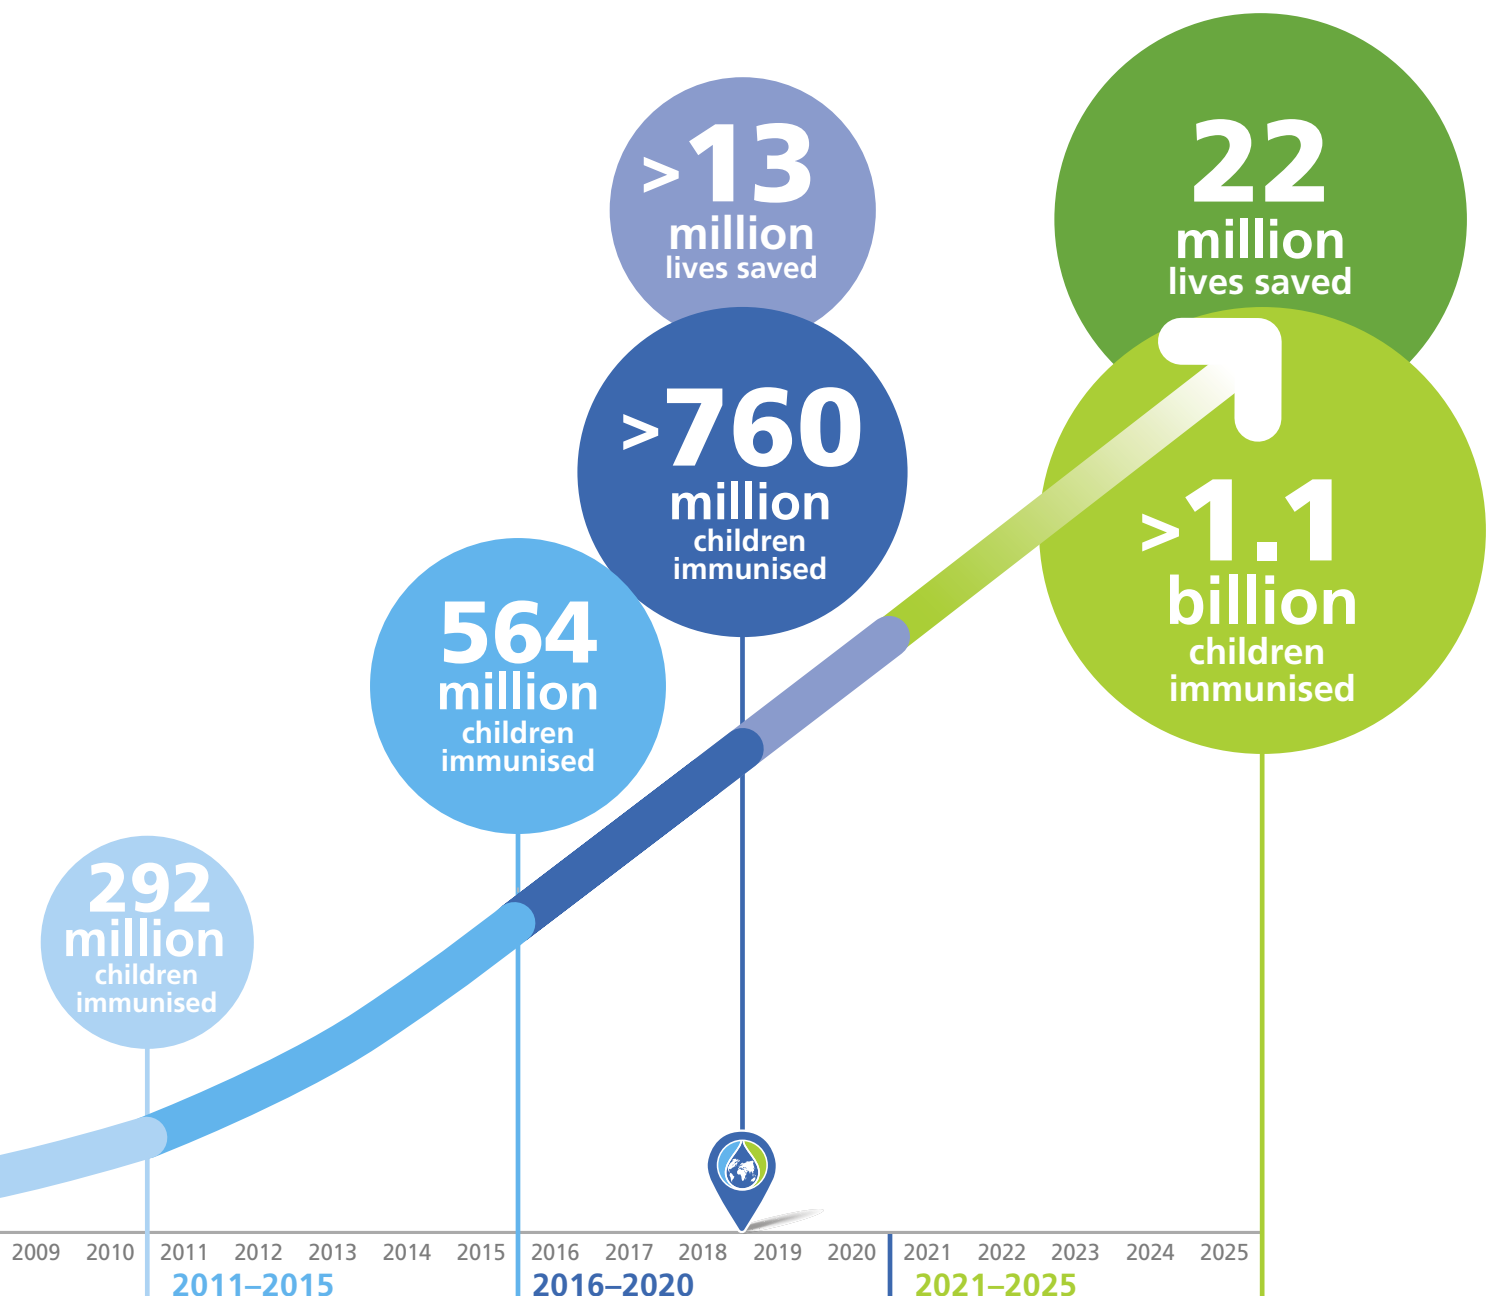 >13
million
lives saved
22
million
lives saved
>760
million
children
immunised
>1.1
billion
children
immunised
564
million
children
immunised
292
million
children
immunised
2009 2010 2011 2012 2013 2014 2015 2016 2017 2018 2019 2020 2021 2022 2023 2024 2025
2011–2015 2016–2020 2021–2025